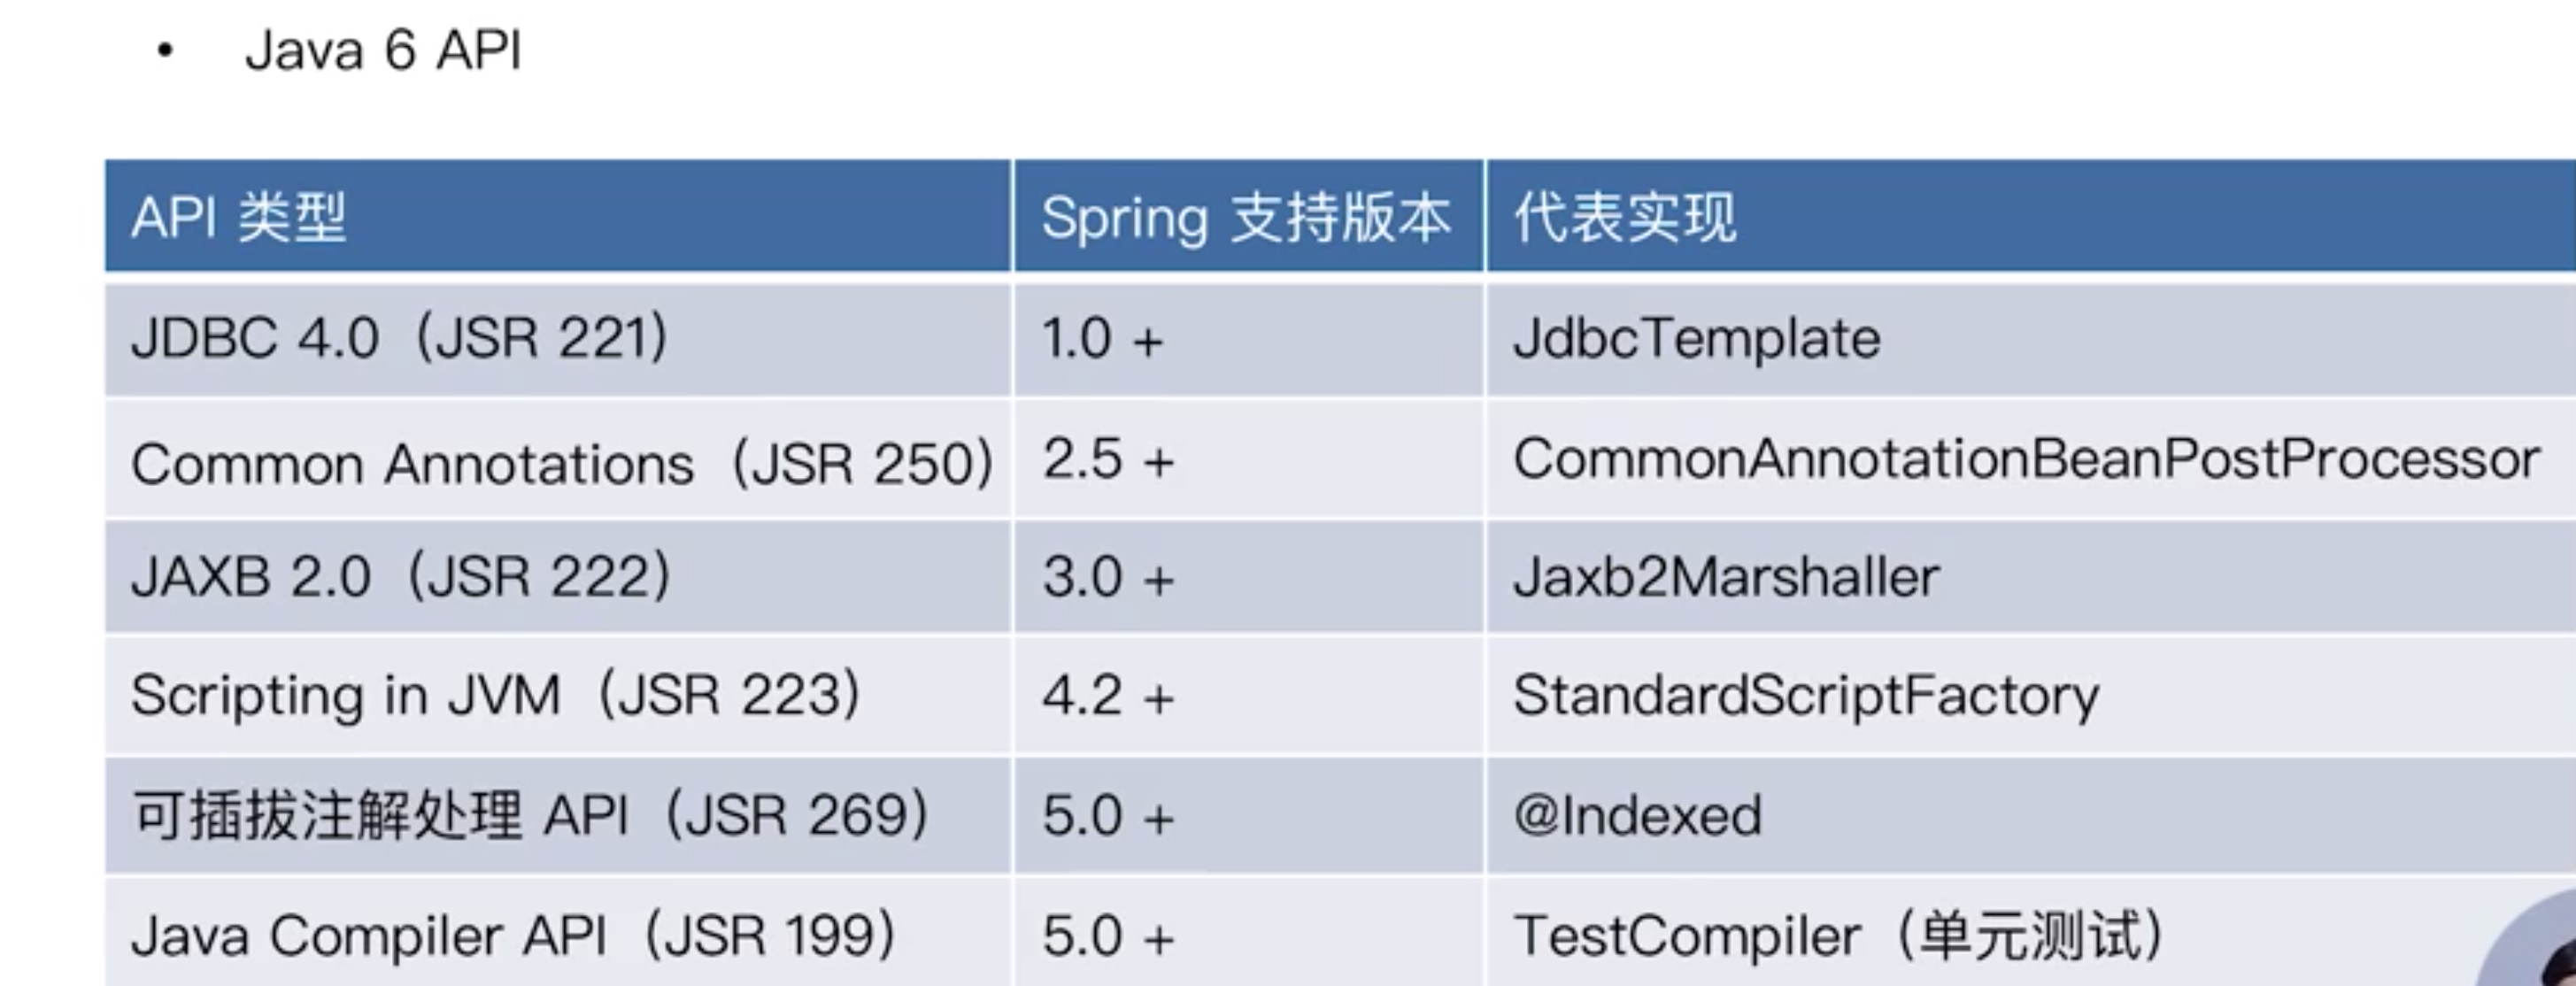 • Java 6 API
API 类型 Spring 支持版本 代表实现
JDBC 4.0（JSR 221） 1.0 + JdbcTemplate
Common Annotations（JSR 250） 2.5 + CommonAnnotationBeanPostProcessor
JAXB 2.0（JSR 222） 3.0 + Jaxb2Marshaller
Scripting in JVM（JSR 223） 4.2 + StandardScriptFactory
可插拔注解处理 API（JSR 269） 5.0 + @Indexed
Java Compiler API（JSR 199） 5.0 + TestCompiler（单元测试）